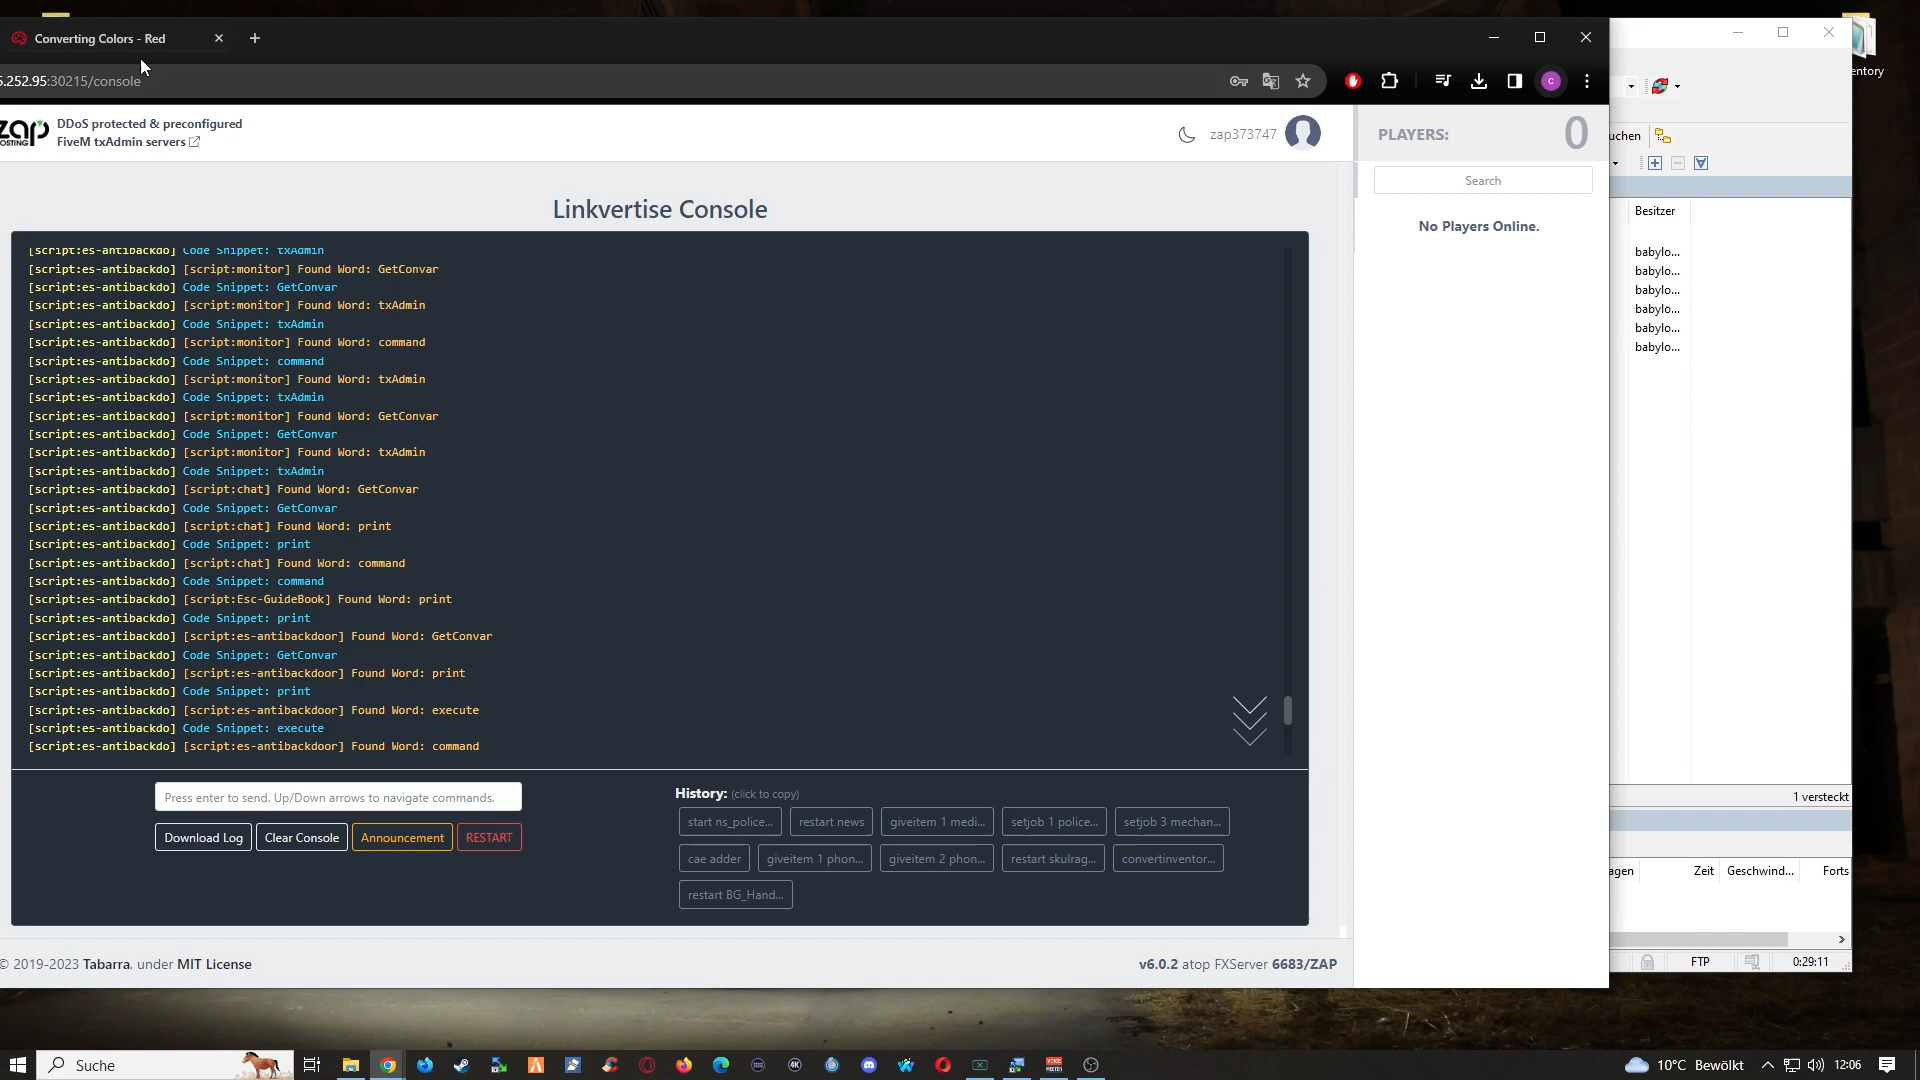 Converting Colors - Red
entory
.252.95:30215/console
DDoS protected & preconfigured
FiveM txAdmin servers
zap
HOSTING
zap373747
PLAYERS: 0
Search
No Players Online.
uchen
Besitzer
babylo...
babylo...
babylo...
babylo...
babylo...
babylo...
Linkvertise Console
[script:es-antibackdo] Code Snippet: txAdmin
[script:es-antibackdo] [script:monitor] Found Word: GetConvar
[script:es-antibackdo] Code Snippet: GetConvar
[script:es-antibackdo] [script:monitor] Found Word: txAdmin
[script:es-antibackdo] Code Snippet: txAdmin
[script:es-antibackdo] [script:monitor] Found Word: command
[script:es-antibackdo] Code Snippet: command
[script:es-antibackdo] [script:monitor] Found Word: txAdmin
[script:es-antibackdo] Code Snippet: txAdmin
[script:es-antibackdo] [script:monitor] Found Word: GetConvar
[script:es-antibackdo] Code Snippet: GetConvar
[script:es-antibackdo] [script:monitor] Found Word: txAdmin
[script:es-antibackdo] Code Snippet: txAdmin
[script:es-antibackdo] [script:chat] Found Word: GetConvar
[script:es-antibackdo] Code Snippet: GetConvar
[script:es-antibackdo] [script:chat] Found Word: print
[script:es-antibackdo] Code Snippet: print
[script:es-antibackdo] [script:chat] Found Word: command
[script:es-antibackdo] Code Snippet: command
[script:es-antibackdo] [script:Esc-GuideBook] Found Word: print
[script:es-antibackdo] Code Snippet: print
[script:es-antibackdo] [script:es-antibackdoor] Found Word: GetConvar
[script:es-antibackdo] Code Snippet: GetConvar
[script:es-antibackdo] [script:es-antibackdoor] Found Word: print
[script:es-antibackdo] Code Snippet: print
[script:es-antibackdo] [script:es-antibackdoor] Found Word: execute
[script:es-antibackdo] Code Snippet: execute
[script:es-antibackdo] [script:es-antibackdoor] Found Word: command
Press enter to send. Up/Down arrows to navigate commands.
Download Log Clear Console Announcement RESTART
History: (click to copy)
start ns_police... restart news giveitem 1 medi... setjob 1 police... setjob 3 mechan...
cae adder giveitem 1 phon... giveitem 2 phon... restart skulrag... convertinventor...
restart BG_Hand...
1 versteckt
agen Zeit Geschwind... Forts
FTP 0:29:11
© 2019-2023 Tabarra, under MIT License
v6.0.2 atop FXServer 6683/ZAP
Suche
10°C Bewölkt 12:06